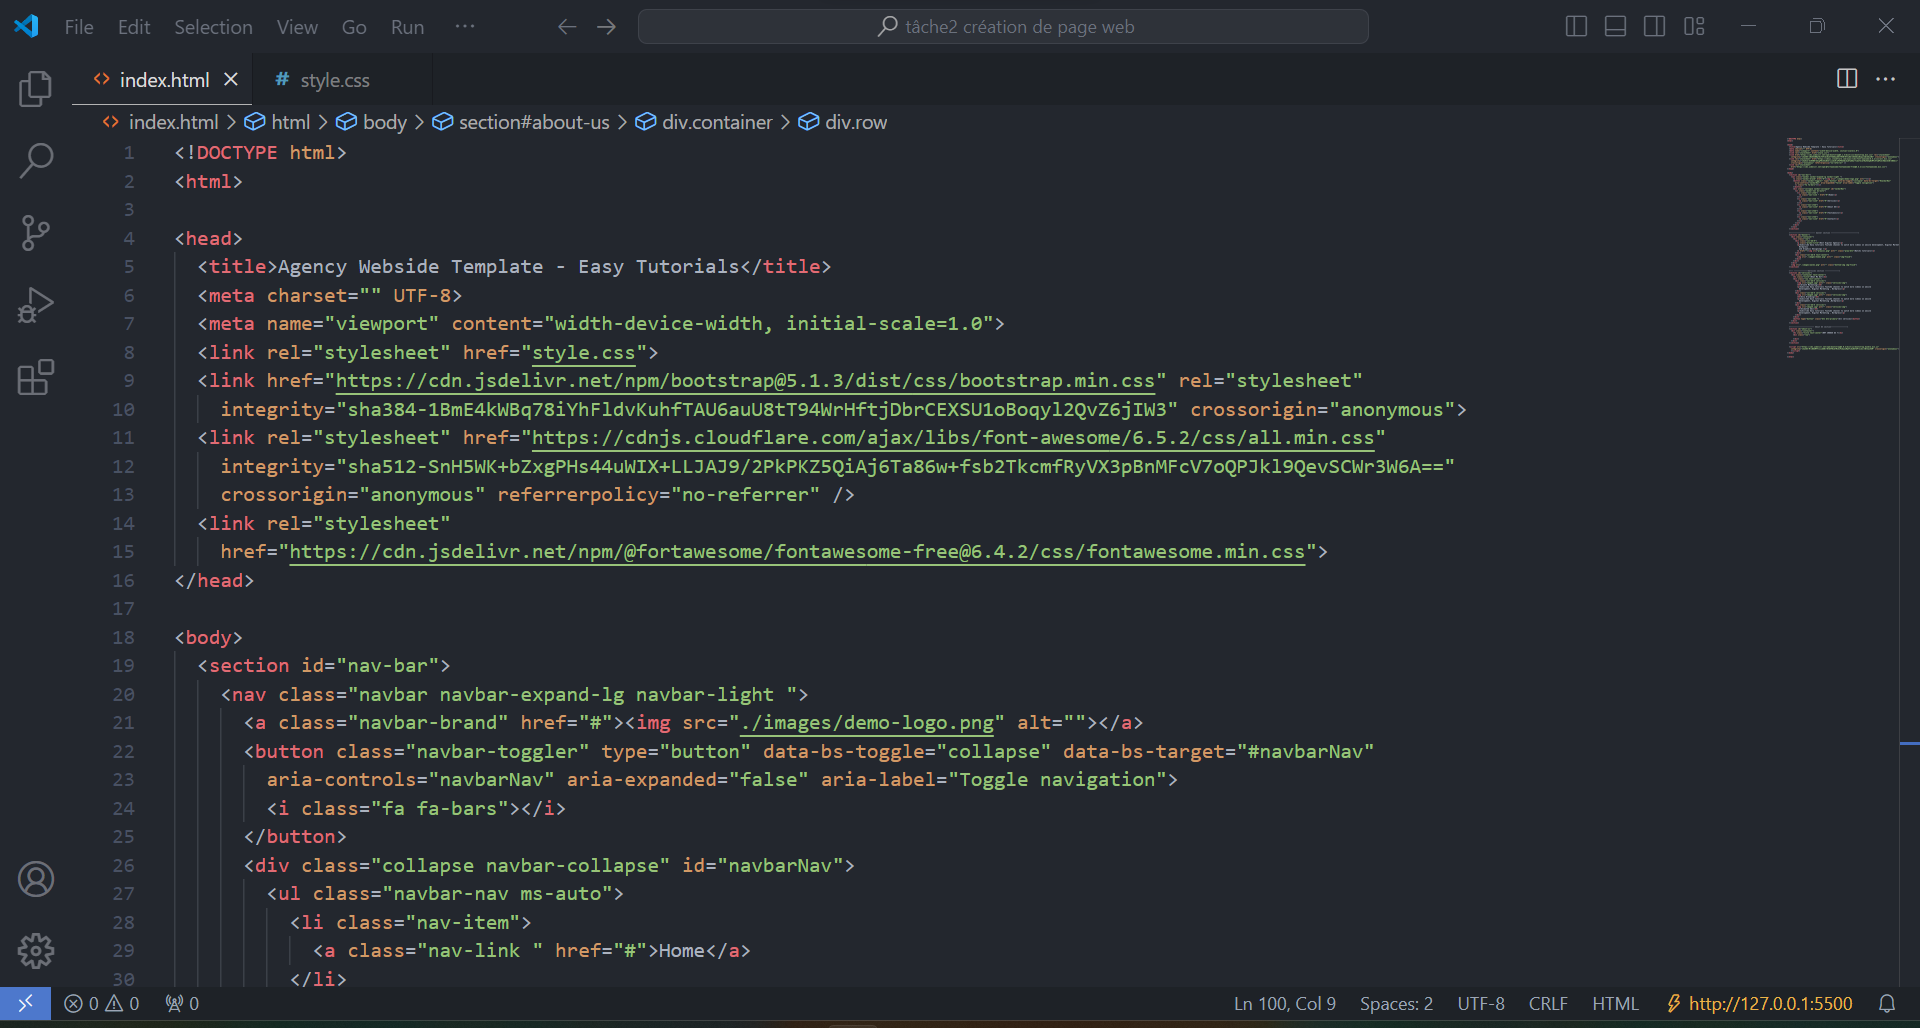 File Edit Selection View Go Run ··· ← → tâche2 création de page web
<> index.html × # style.css ···
<> index.html > html > body > section#about-us > div.container > div.row
1 <!DOCTYPE html>
2 <html>
3
4 <head>
5 <title>Agency Webside Template - Easy Tutorials</title>
6 <meta charset="" UTF-8>
7 <meta name="viewport" content="width-device-width, initial-scale=1.0">
8 <link rel="stylesheet" href="style.css">
9 <link href="https://cdn.jsdelivr.net/npm/bootstrap@5.1.3/dist/css/bootstrap.min.css" rel="stylesheet"
10 integrity="sha384-1BmE4kWBq78iYhFldvKuhfTAU6auU8tT94WrHftjDbrCEXSU1oBoqyl2QvZ6jIW3" crossorigin="anonymous">
11 <link rel="stylesheet" href="https://cdnjs.cloudflare.com/ajax/libs/font-awesome/6.5.2/css/all.min.css"
12 integrity="sha512-SnH5WK+bZxgPHs44uWIX+LLJAJ9/2PkPKZ5QiAj6Ta86w+fsb2TkcmfRyVX3pBnMFcV7oQPJkl9QevSCWr3W6A=="
13 crossorigin="anonymous" referrerpolicy="no-referrer" />
14 <link rel="stylesheet"
15 href="https://cdn.jsdelivr.net/npm/@fortawesome/fontawesome-free@6.4.2/css/fontawesome.min.css">
16 </head>
17
18 <body>
19 <section id="nav-bar">
20 <nav class="navbar navbar-expand-lg navbar-light ">
21 <a class="navbar-brand" href="#"><img src="./images/demo-logo.png" alt=""></a>
22 <button class="navbar-toggler" type="button" data-bs-toggle="collapse" data-bs-target="#navbarNav"
23 aria-controls="navbarNav" aria-expanded="false" aria-label="Toggle navigation">
24 <i class="fa fa-bars"></i>
25 </button>
26 <div class="collapse navbar-collapse" id="navbarNav">
27 <ul class="navbar-nav ms-auto">
28 <li class="nav-item">
29 <a class="nav-link " href="#">Home</a>
30 </li>
0 0 0 Ln 100, Col 9 Spaces: 2 UTF-8 CRLF HTML http://127.0.0.1:5500